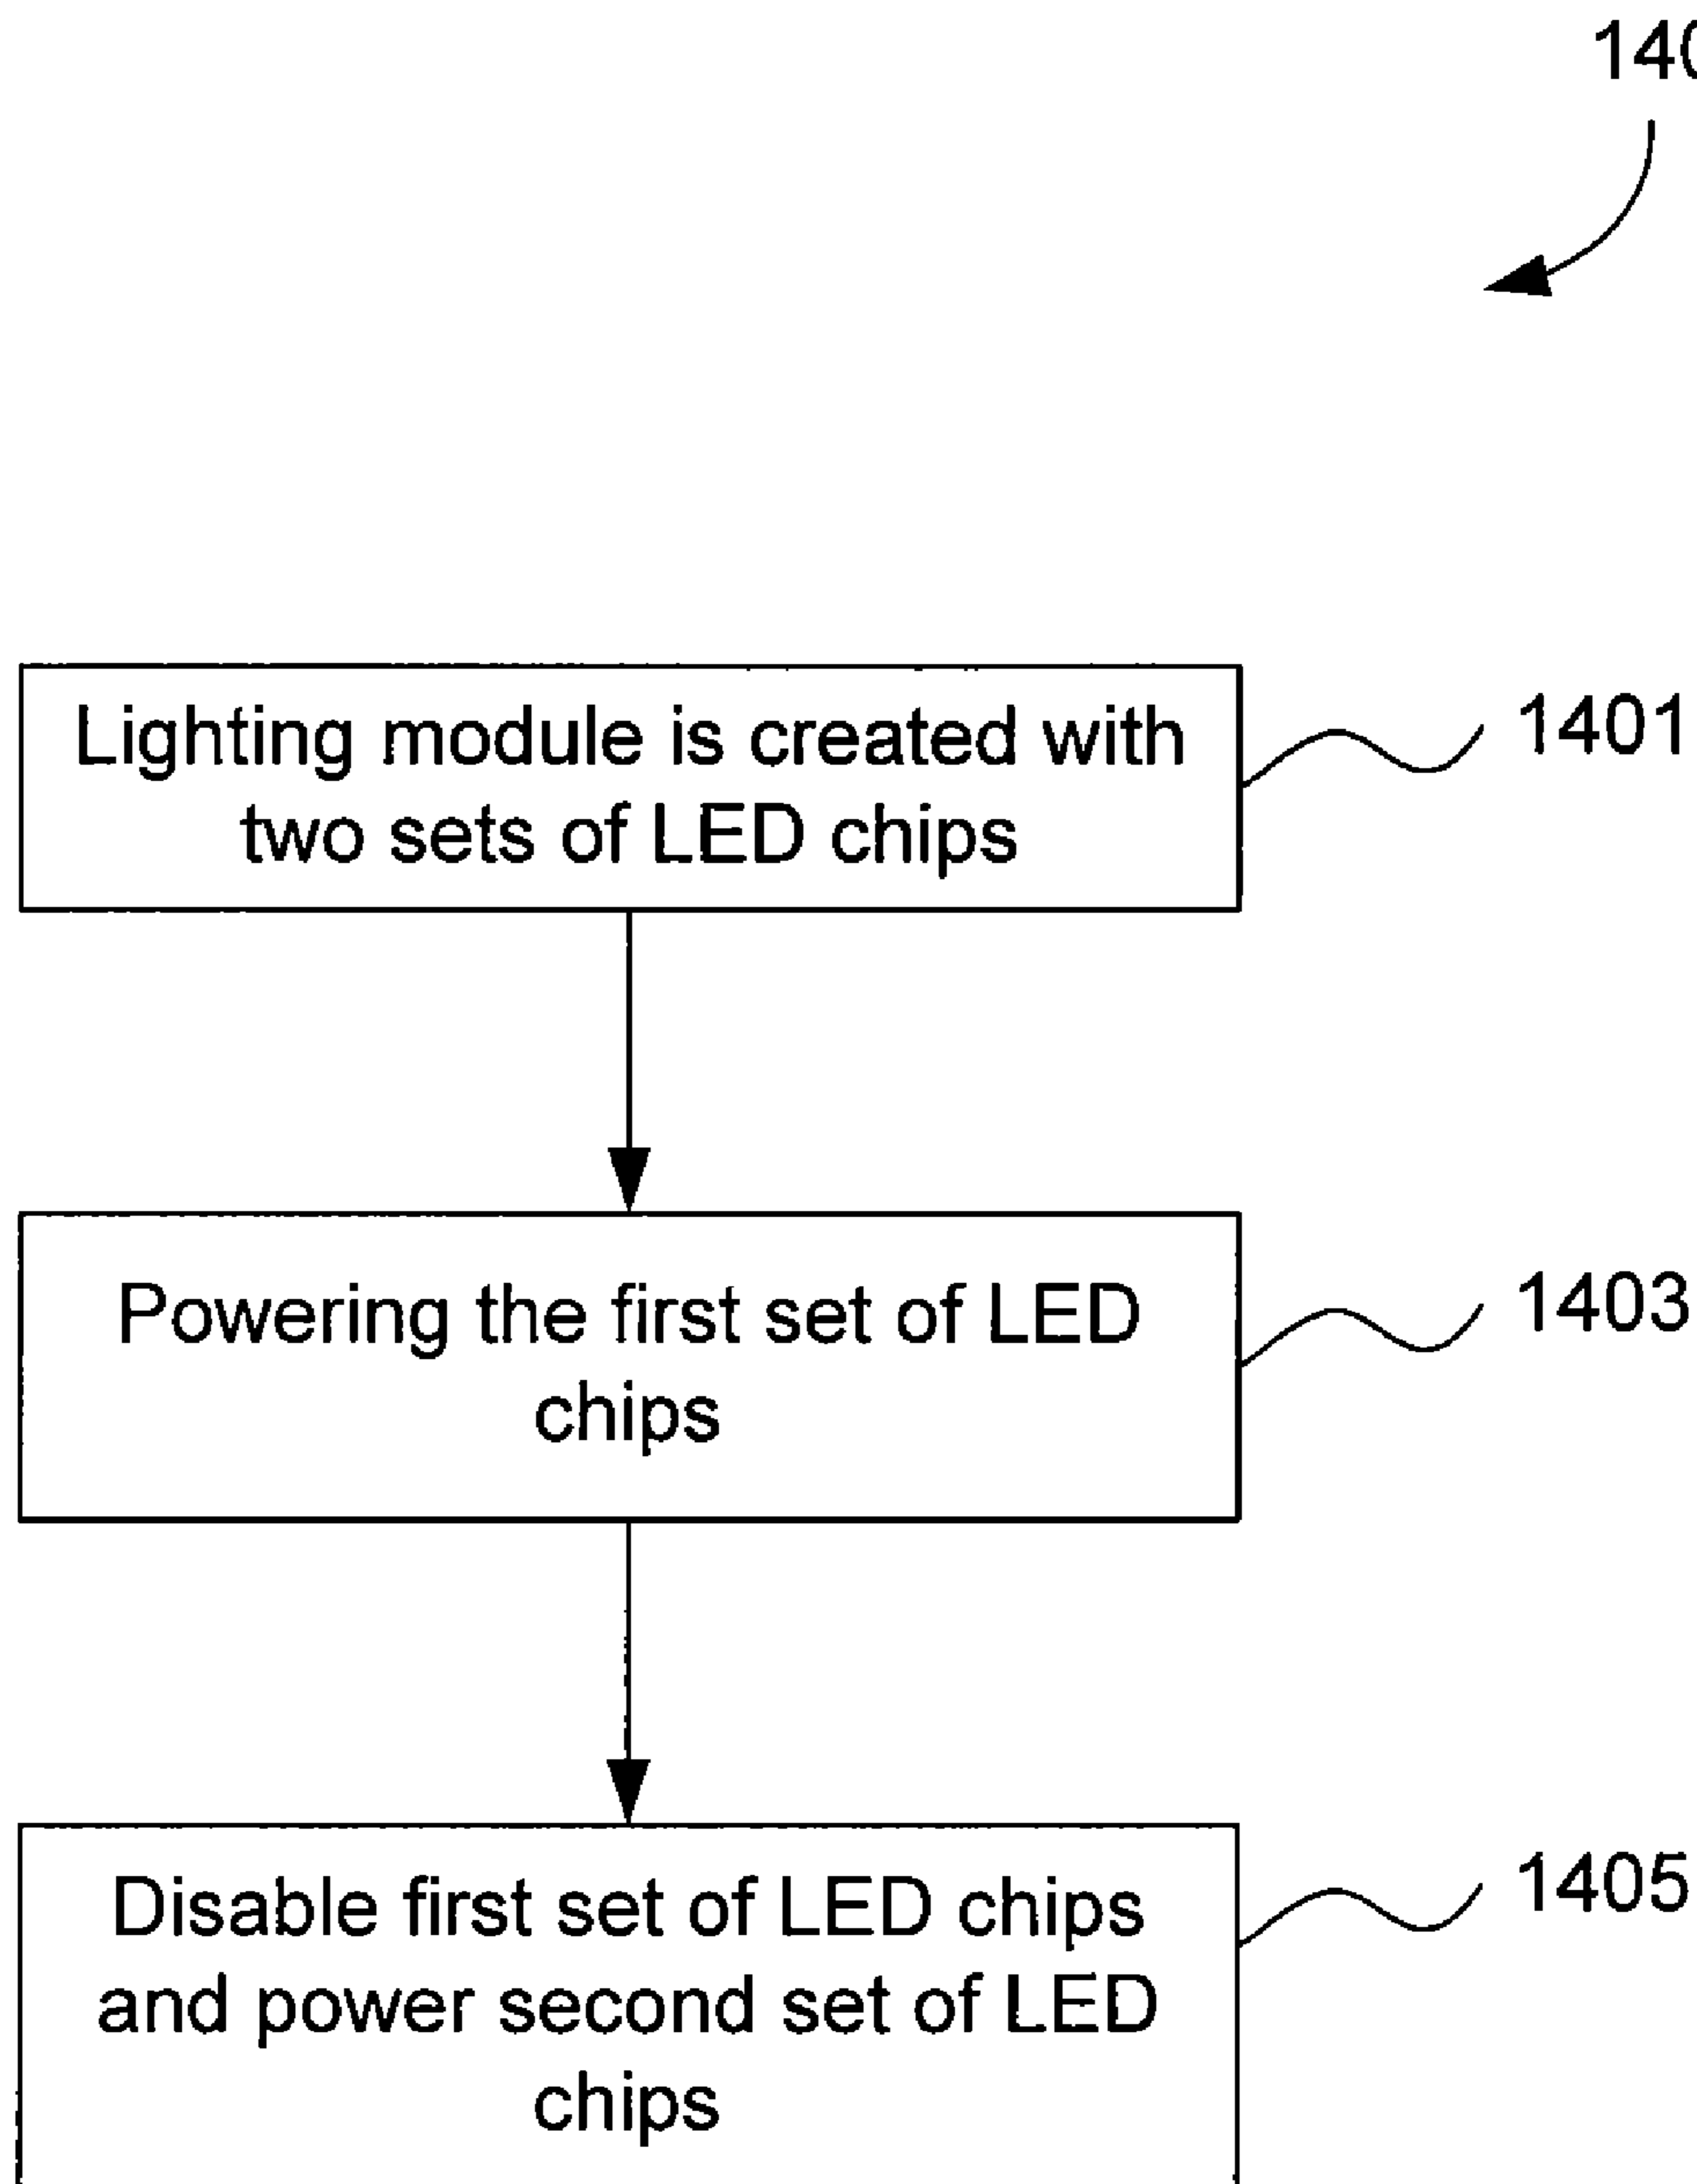 Lighting module is created with
two sets of LED chips
1401
Powering the first set of LED
chips
1403
Disable first set of LED chips
and power second set of LED
chips
1405